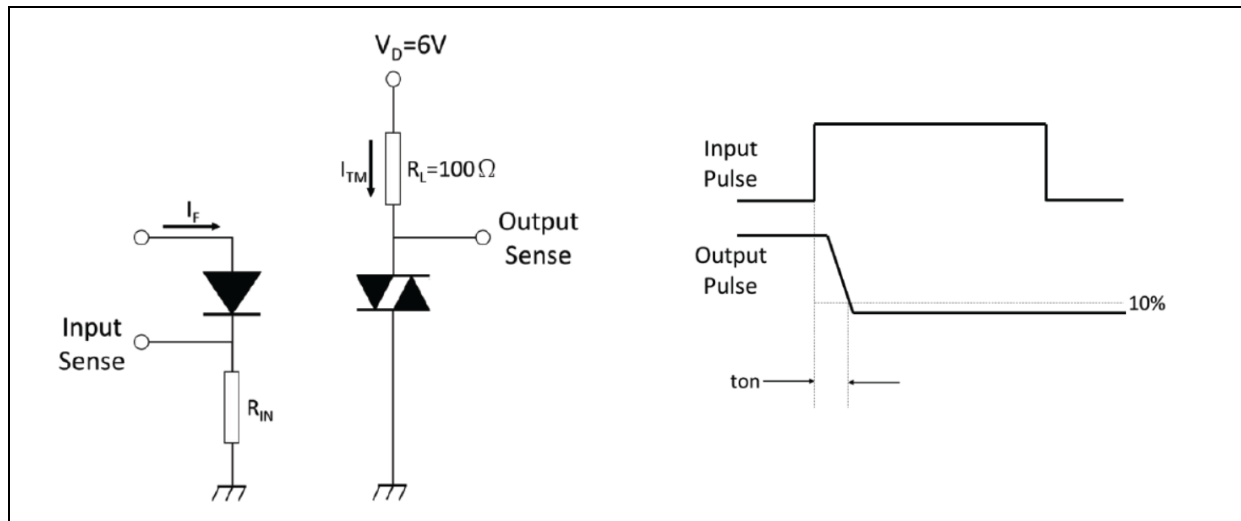 V_D=6V
I_TM
R_L=100Ω
I_F
Output
Sense
Input
Sense
R_IN
Input
Pulse
Output
Pulse
10%
ton